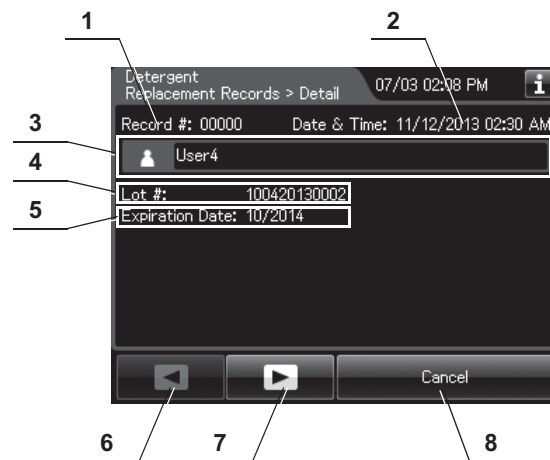 1
2
Detergent
Replacement Records > Detail
07/03 02:08 PM
i
Record #: 00000
Date & Time: 11/12/2013 02:30 AM
3
User4
4
Lot #: 100420130002
5
Expiration Date: 10/2014
Cancel
6
7
8